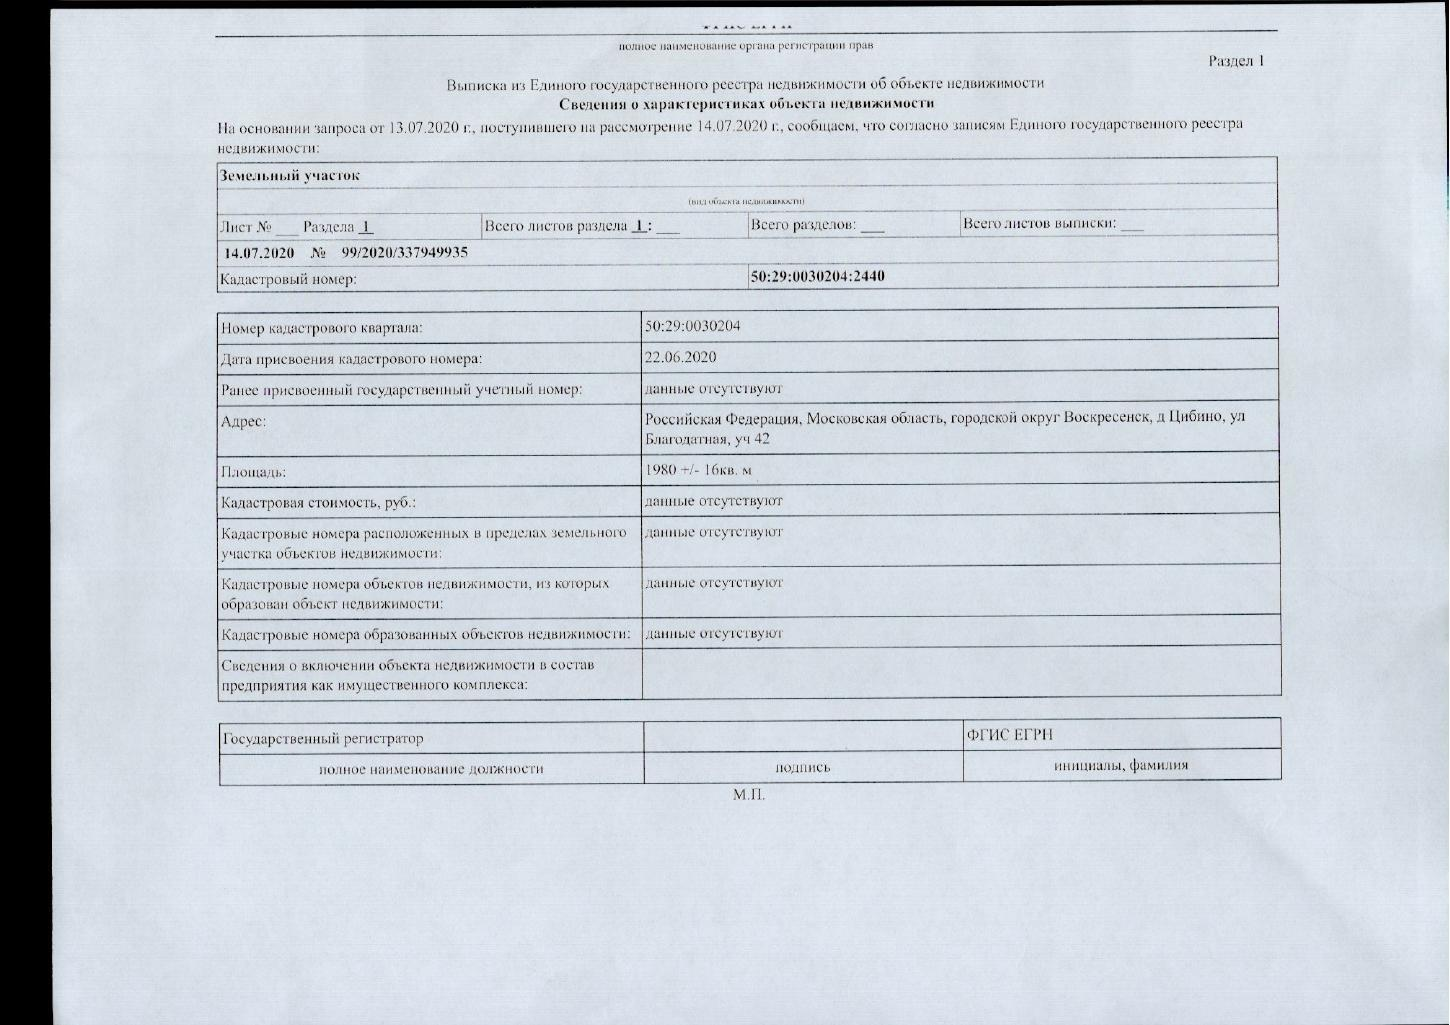 полное наименование органа регистрации прав
Раздел 1
Выписка из Единого государственного реестра недвижимости об объекте недвижимости
Сведения о характеристиках объекта недвижимости
На основании запроса от 13.07.2020 г., поступившего на рассмотрение 14.07.2020 г., сообщаем, что согласно записям Единого государственного реестра
недвижимости:
Земельный участок
(вид объекта недвижимости)
Лист № ___ Раздела 1 Всего листов раздела 1 : ___ Всего разделов: ___ Всего листов выписки: ___
14.07.2020 № 99/2020/337949935
Кадастровый номер: 50:29:0030204:2440
Номер кадастрового квартала: 50:29:0030204
Дата присвоения кадастрового номера: 22.06.2020
Ранее присвоенный государственный учетный номер: данные отсутствуют
Адрес: Российская Федерация, Московская область, городской округ Воскресенск, д Цибино, ул
Благодатная, уч 42
Площадь: 1980 +/- 16кв. м
Кадастровая стоимость, руб.: данные отсутствуют
Кадастровые номера расположенных в пределах земельного данные отсутствуют
участка объектов недвижимости:
Кадастровые номера объектов недвижимости, из которых данные отсутствуют
образован объект недвижимости:
Кадастровые номера образованных объектов недвижимости: данные отсутствуют
Сведения о включении объекта недвижимости в состав
предприятия как имущественного комплекса:
Государственный регистратор ФГИС ЕГРН
полное наименование должности подпись инициалы, фамилия
М.П.